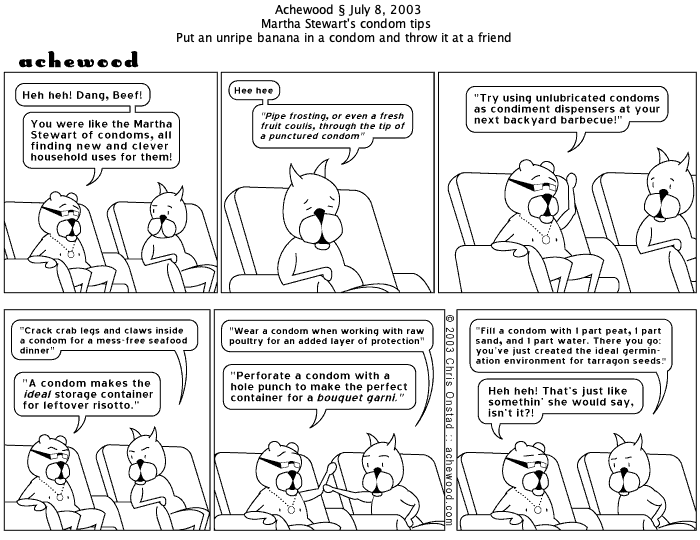 Achewood § July 8, 2003
Martha Stewart's condom tips
Put an unripe banana in a condom and throw it at a friend
achewood
Heh heh! Dang, Beef!
You were like the Martha
Stewart of condoms, all
finding new and clever
household uses for them!
Hee hee
"Pipe frosting, or even a fresh
fruit coulis, through the tip of
a punctured condom"
"Try using unlubricated condoms
as condiment dispensers at your
next backyard barbecue!"
"Crack crab legs and claws inside
a condom for a mess-free seafood
dinner"
"A condom makes the
ideal storage container
for leftover risotto."
"Wear a condom when working with raw
poultry for an added layer of protection"
"Perforate a condom with a
hole punch to make the perfect
container for a bouquet garni."
© 2003 Chris Onstad :: achewood.com
"Fill a condom with 1 part peat, 1 part
sand, and 1 part water. There you go:
you've just created the ideal germin-
ation environment for tarragon seeds."
Heh heh! That's just like
somethin' she would say,
isn't it?!